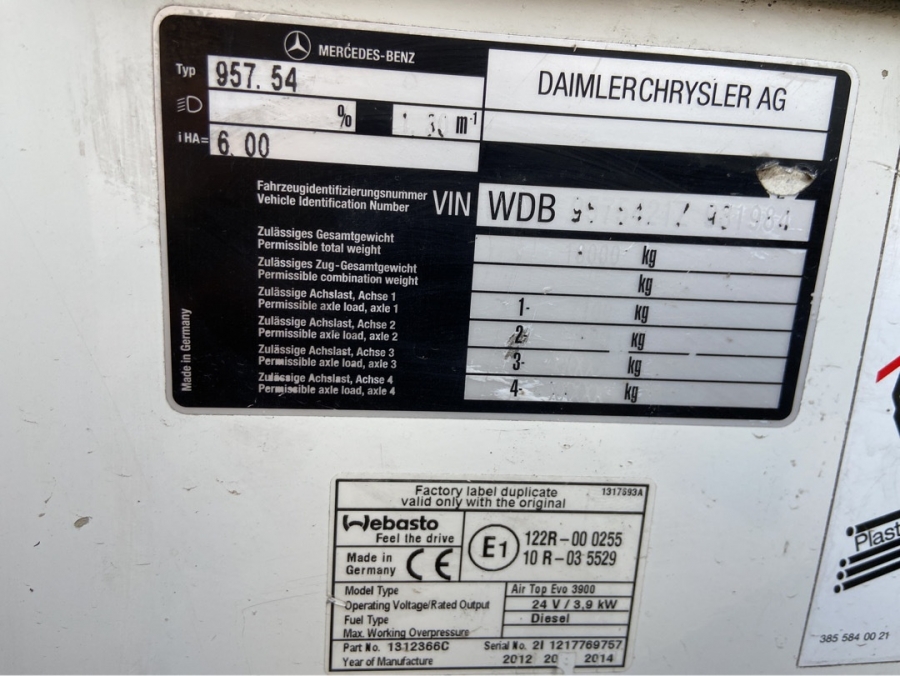 MERCEDES-BENZ
Typ 957. 54
DAIMLERCHRYSLER AG
% m-1
i HA= 6. 00
Fahrzeugidentifizierungsnummer
Vehicle Identification Number VIN WDB
Zulässiges Gesamtgewicht
Permissible total weight kg
Zulässiges Zug-Gesamtgewicht
Permissible combination weight kg
Zulässige Achslast, Achse 1
Permissible axle load, axle 1 1- kg
Zulässige Achslast, Achse 2
Permissible axle load, axle 2 2- kg
Zulässige Achslast, Achse 3
Permissible axle load, axle 3 3- kg
Zulässige Achslast, Achse 4
Permissible axle load, axle 4 4- kg
Made in Germany
Factory label duplicate 1317593A
valid only with the original
Webasto
Feel the drive
Made in
Germany
CE
E1
122R-00 0255
10 R-03 5529
Model Type Air Top Evo 3900
Operating Voltage/Rated Output 24 V / 3,9 kW
Fuel Type Diesel
Max. Working Overpressure
Part No. 1312366C Serial No. 21 1217769757
Year of Manufacture 2012 2014
Plast
385 584 00 21